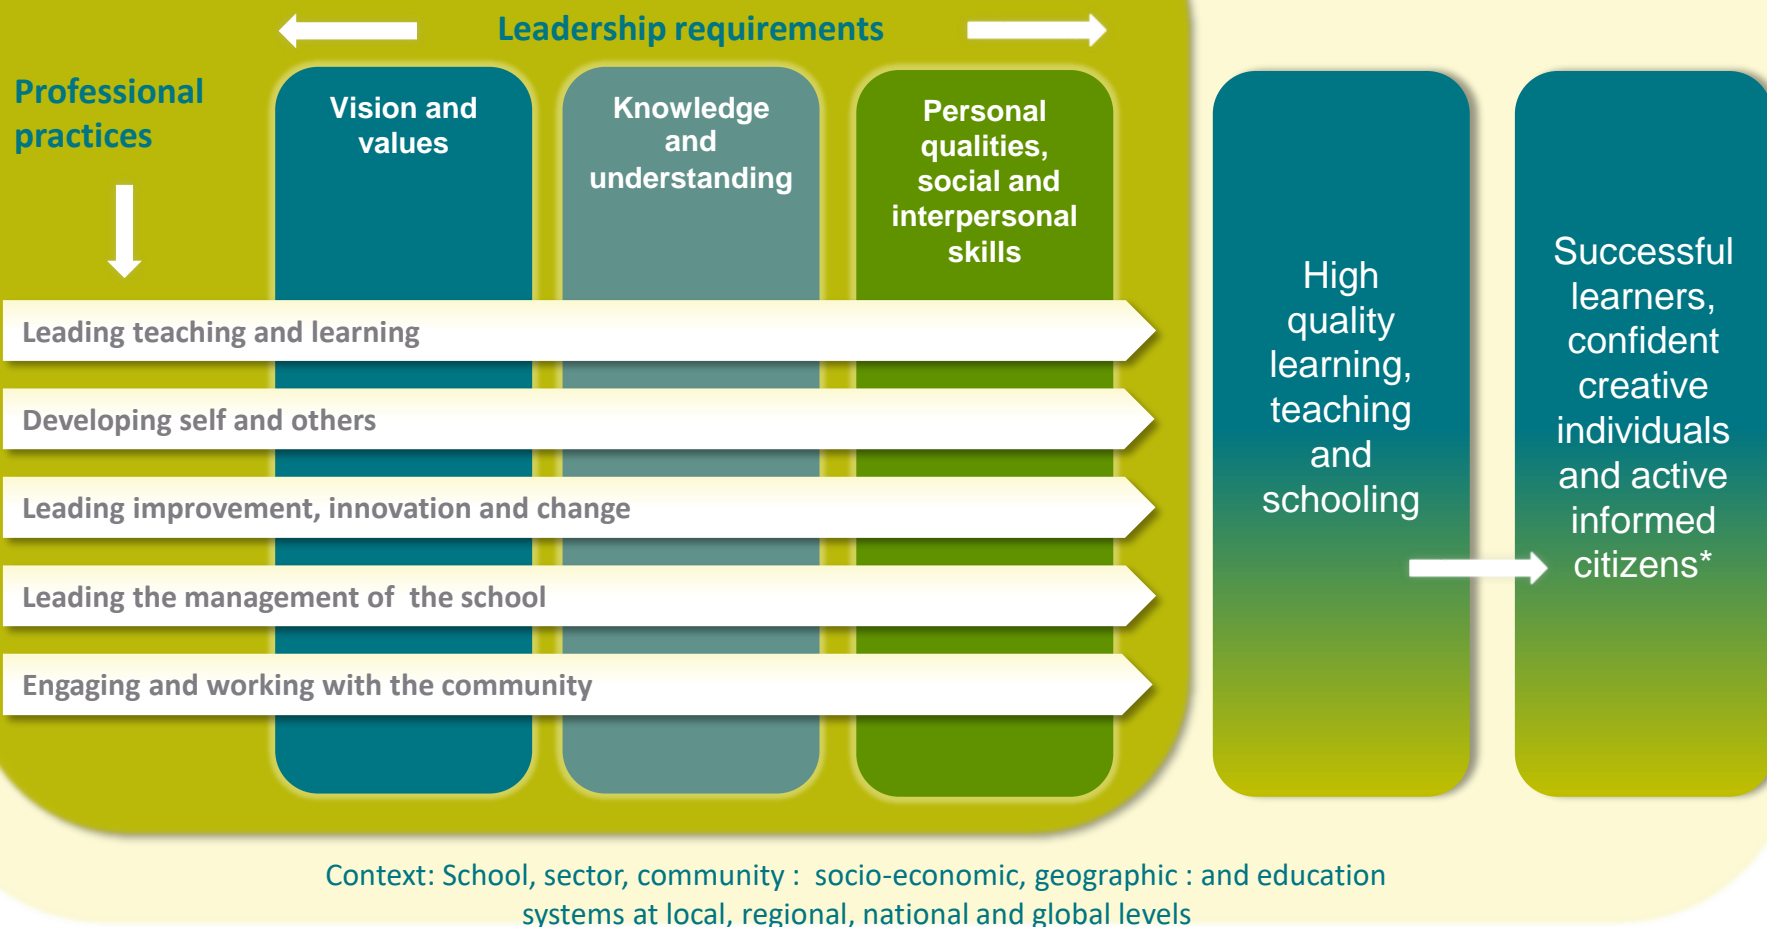 Leadership requirements
Professional
practices
Vision and
values
Knowledge
and
understanding
Personal
qualities,
social and
interpersonal
skills
Leading teaching and learning
Developing self and others
Leading improvement, innovation and change
Leading the management of  the school
Engaging and working with the community
High
quality
learning,
teaching
and
schooling
Successful
learners,
confident
creative
individuals
and active
informed
citizens*
Context: School, sector, community :  socio-economic, geographic : and education
systems at local, regional, national and global levels